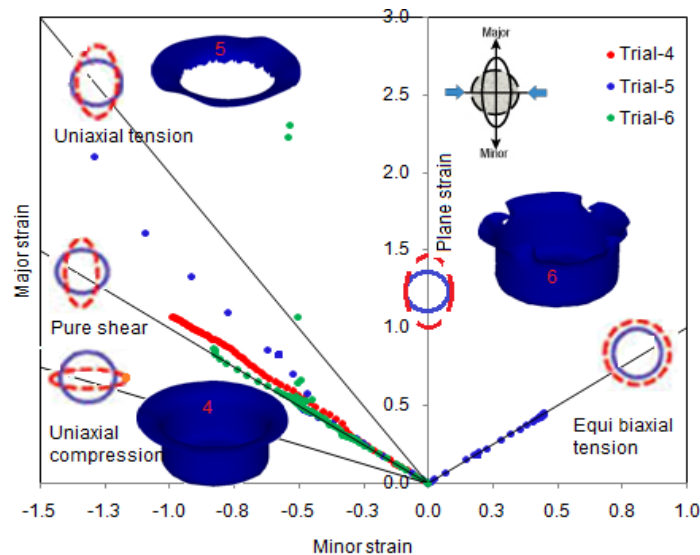 3.0
5
Major
Minor
Trial-4
Trial-5
Trial-6
2.5
Uniaxial tension
2.0
Major strain
Plane strain
1.5
6
Pure shear
1.0
4
0.5
Uniaxial
compression
Equi biaxial
tension
0.0
-1.5 -1.3 -1.0 -0.8 -0.5 -0.3 0.0 0.3 0.5 0.8 1.0
Minor strain